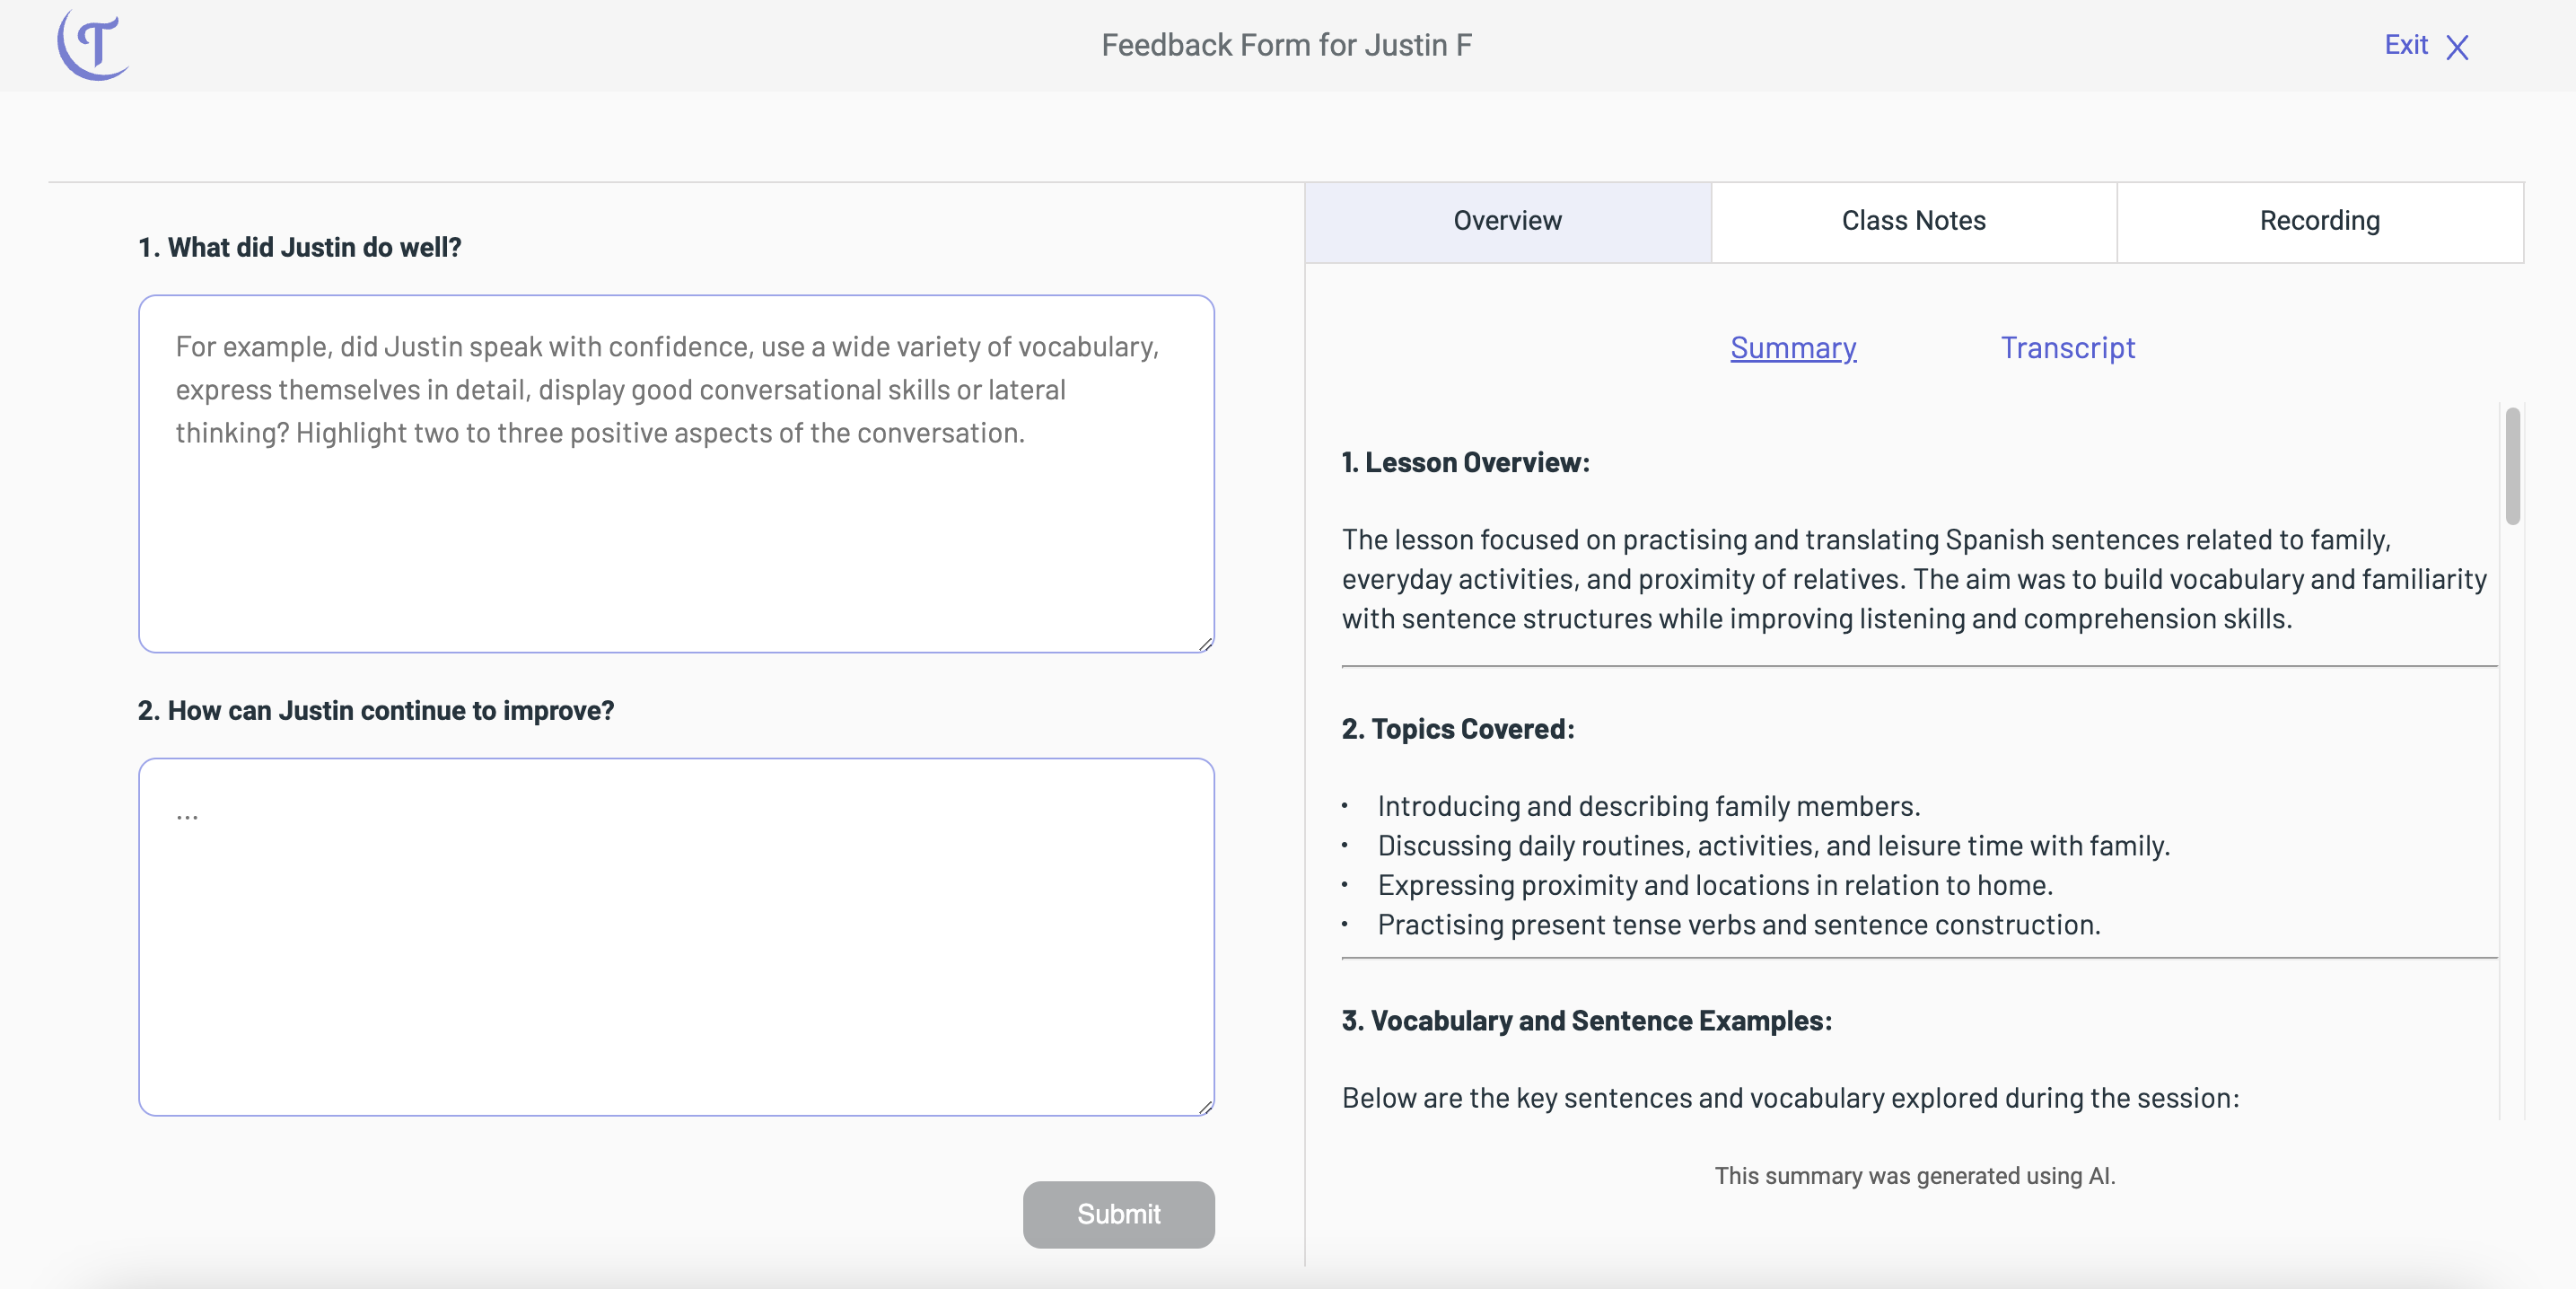 Feedback Form for Justin F
Exit
1. What did Justin do well?
For example, did Justin speak with confidence, use a wide variety of vocabulary,
express themselves in detail, display good conversational skills or lateral
thinking? Highlight two to three positive aspects of the conversation.
2. How can Justin continue to improve?
...
Submit
Overview
Class Notes
Recording
Summary
Transcript
1. Lesson Overview:
The lesson focused on practising and translating Spanish sentences related to family,
everyday activities, and proximity of relatives. The aim was to build vocabulary and familiarity
with sentence structures while improving listening and comprehension skills.
2. Topics Covered:
• Introducing and describing family members.
• Discussing daily routines, activities, and leisure time with family.
• Expressing proximity and locations in relation to home.
• Practising present tense verbs and sentence construction.
3. Vocabulary and Sentence Examples:
Below are the key sentences and vocabulary explored during the session:
This summary was generated using AI.